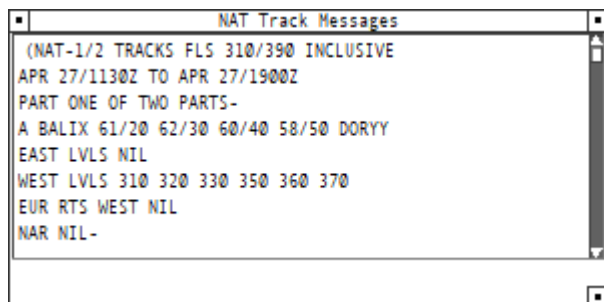 NAT Track Messages
(NAT-1/2 TRACKS FLS 310/390 INCLUSIVE
APR 27/1130Z TO APR 27/1900Z
PART ONE OF TWO PARTS-
A BALIX 61/20 62/30 60/40 58/50 DORYY
EAST LVLS NIL
WEST LVLS 310 320 330 350 360 370
EUR RTS WEST NIL
NAR NIL-